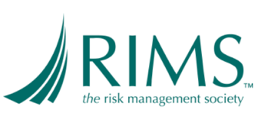 RIMS™
the risk management society